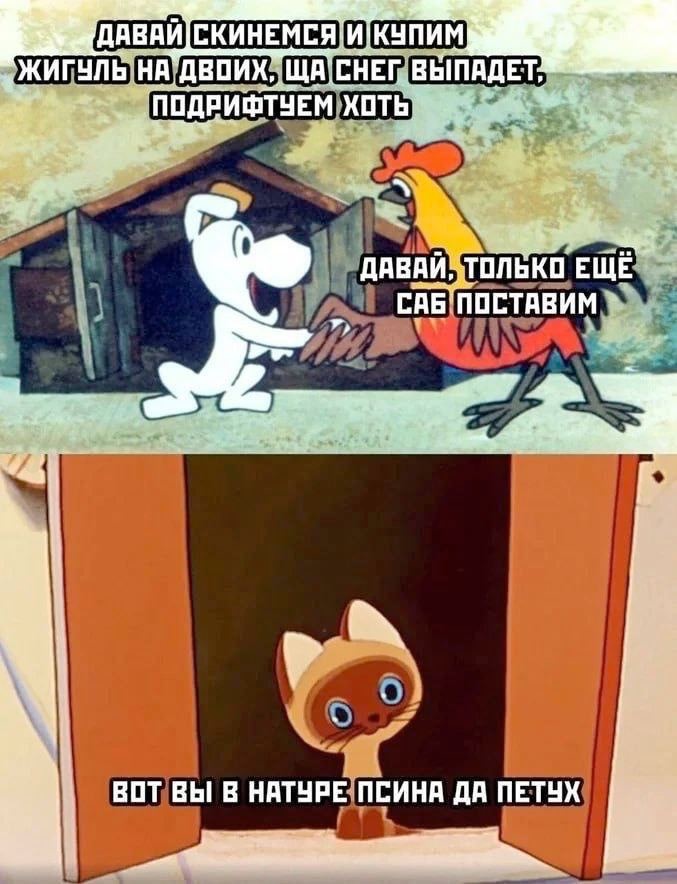 ДАВАЙ СКИНЕМСЯ И КУПИМ
ЖИГУЛЬ НА ДВОИХ, ЩА СНЕГ ВЫПАДЕТ,
ПОДРИФТУЕМ ХОТЬ
ДАВАЙ, ТОЛЬКО ЕЩЁ
САБ ПОСТАВИМ
ВОТ ВЫ В НАТУРЕ ПСИНА ДА ПЕТУХ